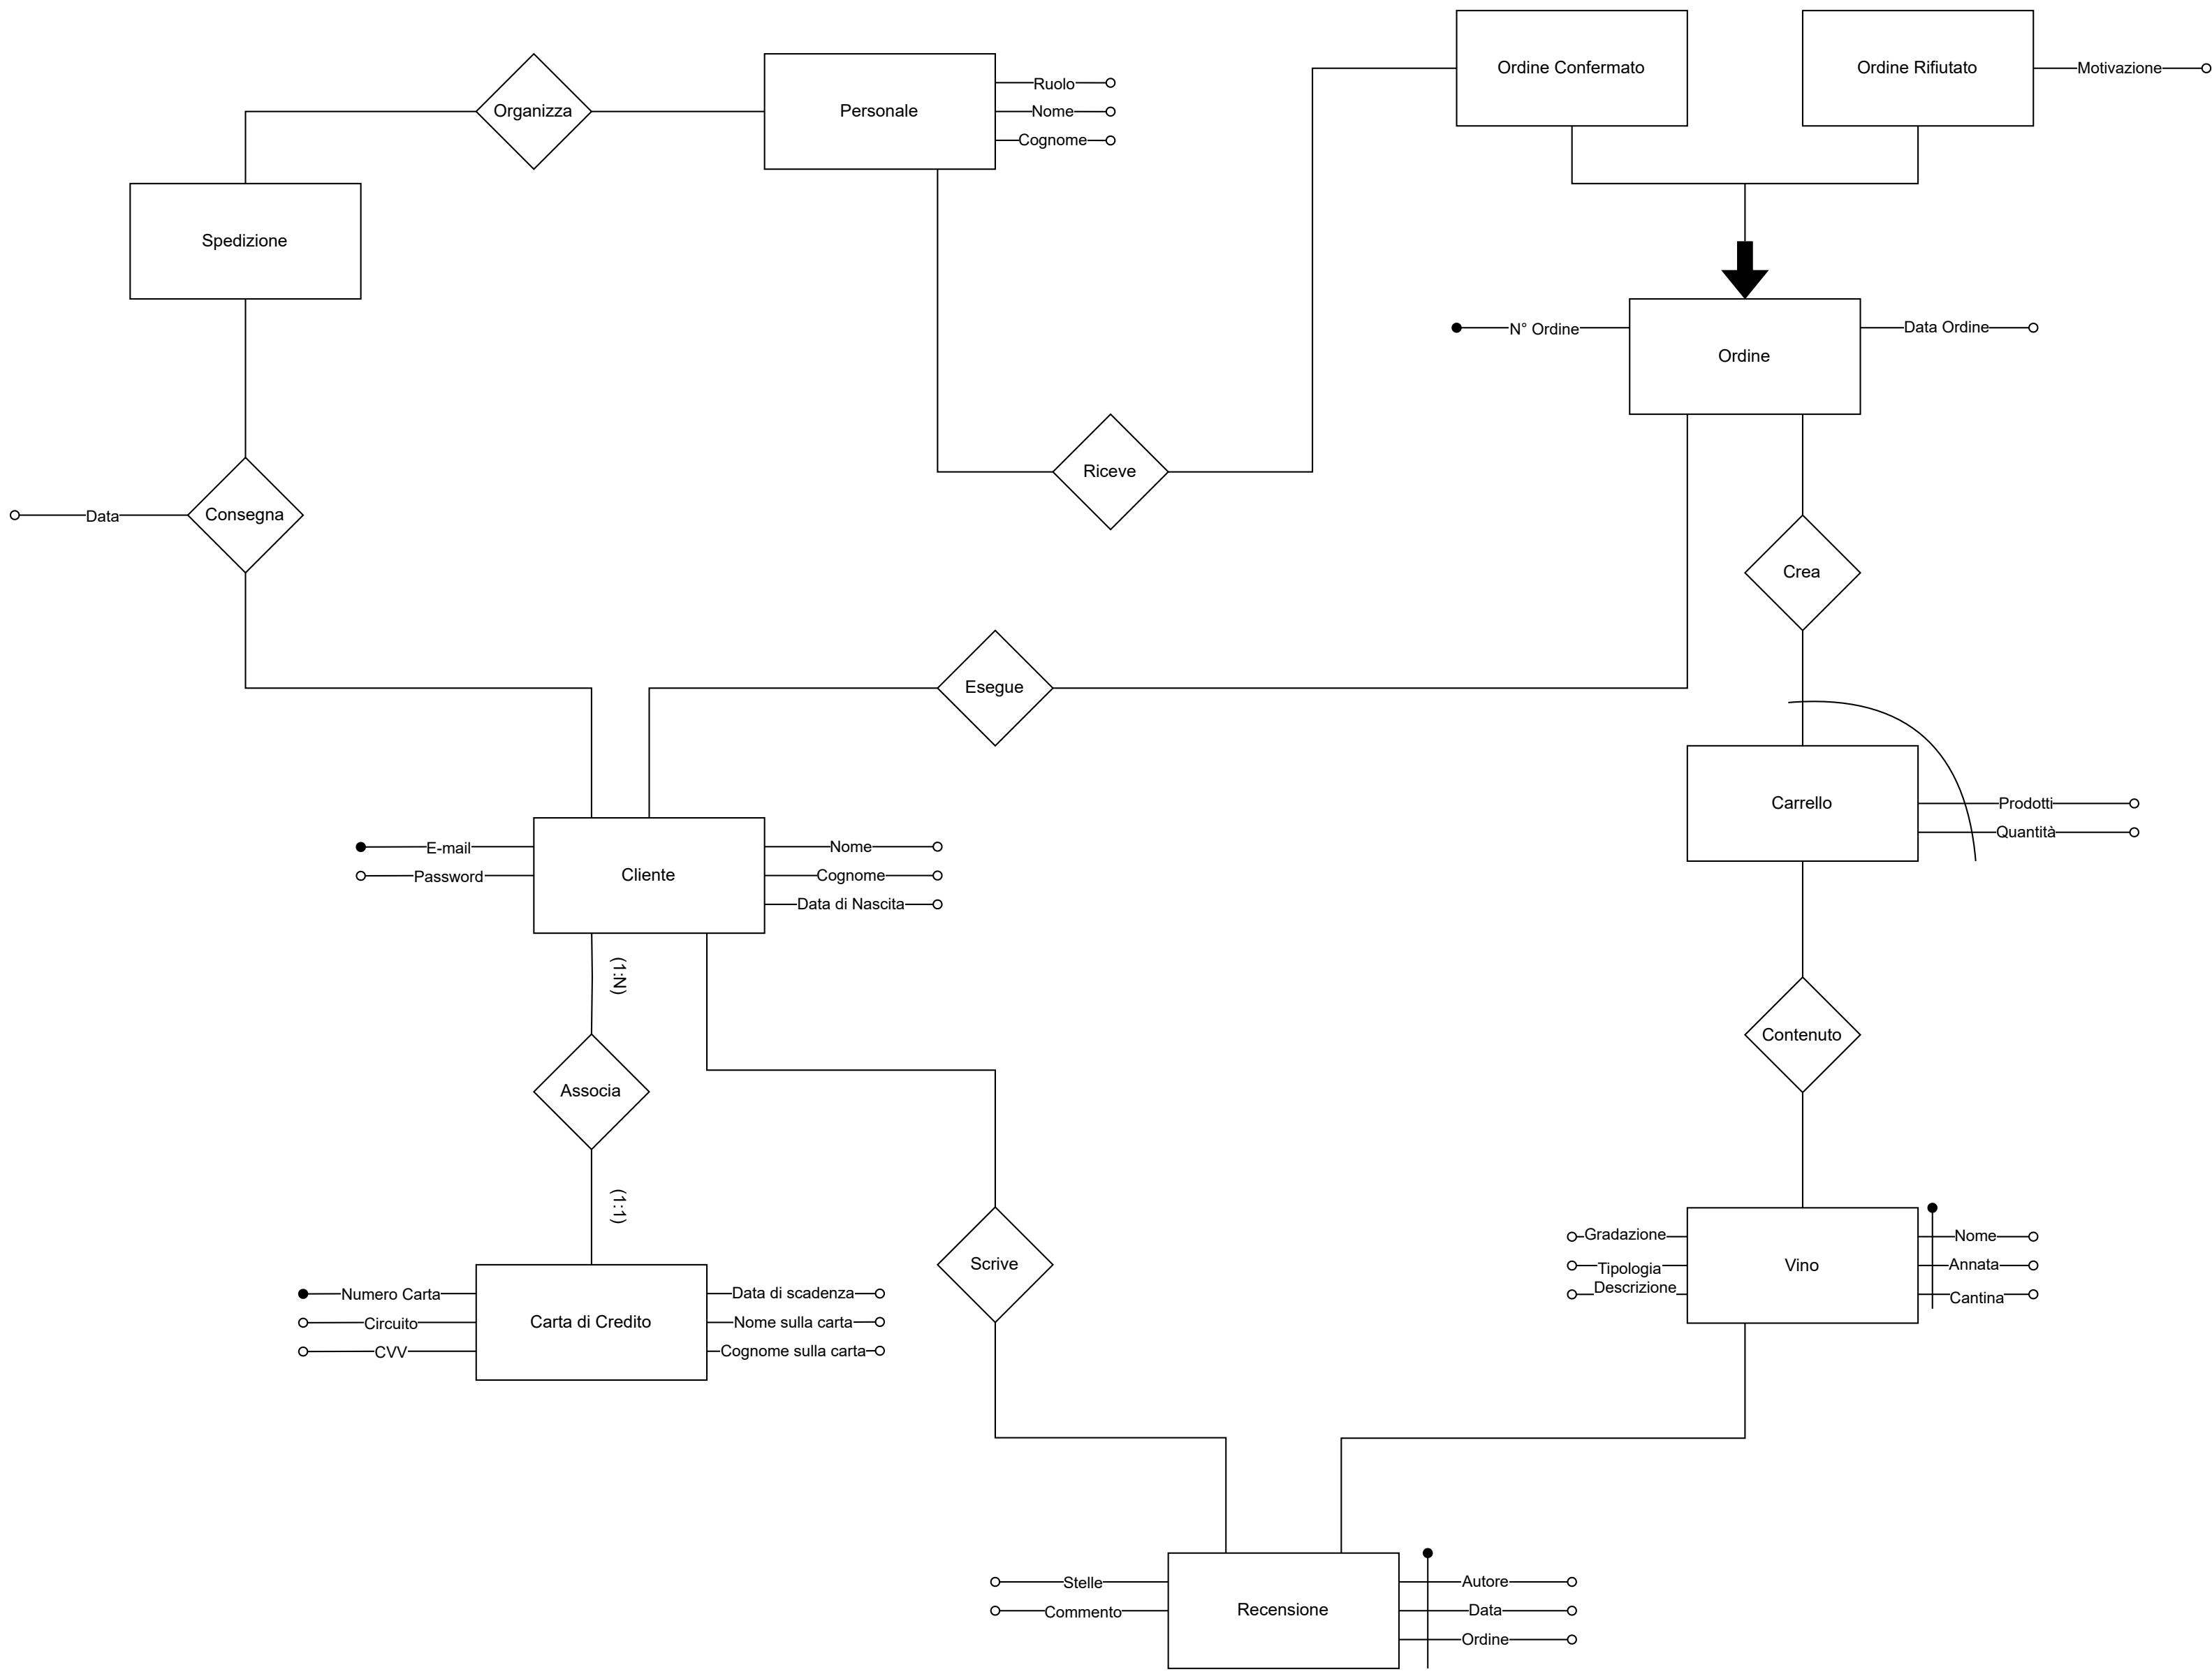 Ordine Confermato
Ordine Rifiutato
Motivazione
Organizza
Personale
Ruolo
Nome
Cognome
Spedizione
N° Ordine
Ordine
Data Ordine
Riceve
Data
Consegna
Crea
Esegue
Carrello
Prodotti
Quantità
E-mail
Password
Cliente
Nome
Cognome
Data di Nascita
(1:N)
Contenuto
Associa
(1:1)
Scrive
Gradazione
Tipologia
Descrizione
Vino
Nome
Annata
Cantina
Numero Carta
Circuito
CVV
Carta di Credito
Data di scadenza
Nome sulla carta
Cognome sulla carta
Stelle
Commento
Recensione
Autore
Data
Ordine